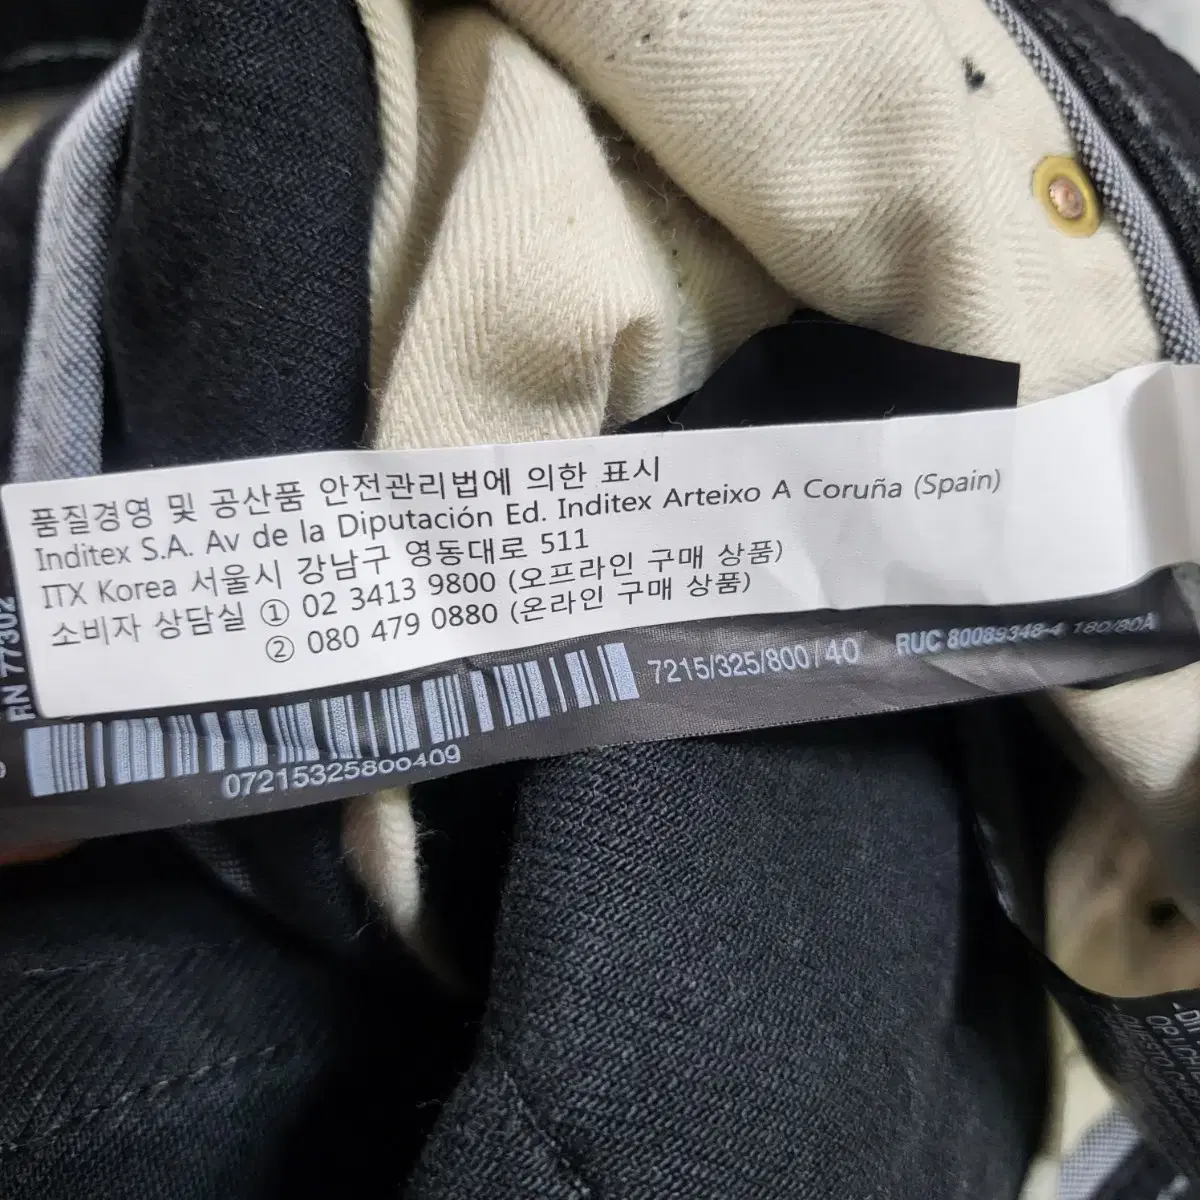 품질경영 및 공산품 안전관리법에 의한 표시
Inditex S.A. Av de la Diputación Ed. Inditex Arteixo A Coruña (Spain)
ITX Korea 서울시 강남구 영동대로 511
소비자 상담실 ① 02 3413 9800 (오프라인 구매 상품)
② 080 479 0880 (온라인 구매 상품)
RN 77302
7215/325/800/40
RUC 80089348-4 180/80A
07215325800409